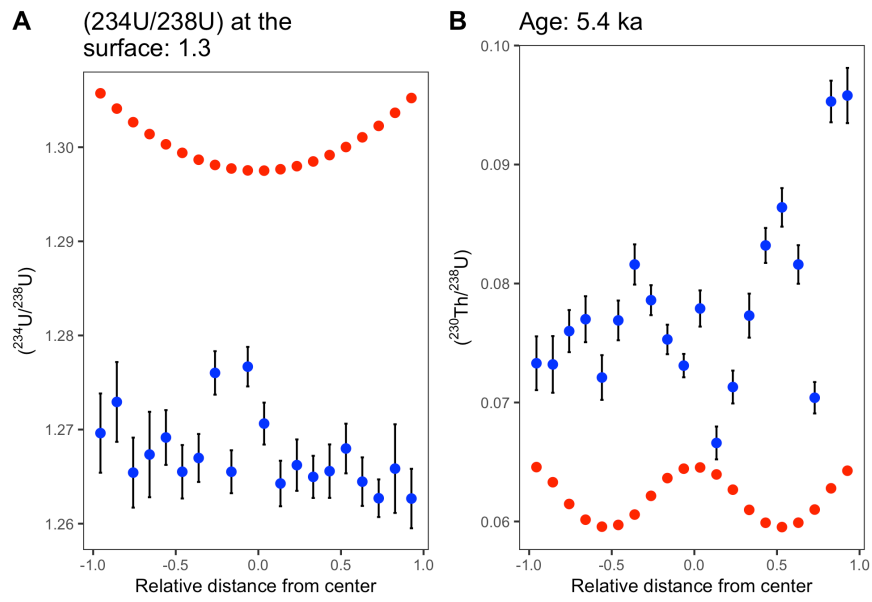 A
(234U/238U) at the
surface: 1.3
1.30
1.29
1.28
1.27
1.26
(²³⁴U/²³⁸U)
-1.0 -0.5 0.0 0.5 1.0
Relative distance from center
B
Age: 5.4 ka
0.10
0.09
0.08
0.07
0.06
(²³⁰Th/²³⁸U)
-1.0 -0.5 0.0 0.5 1.0
Relative distance from center